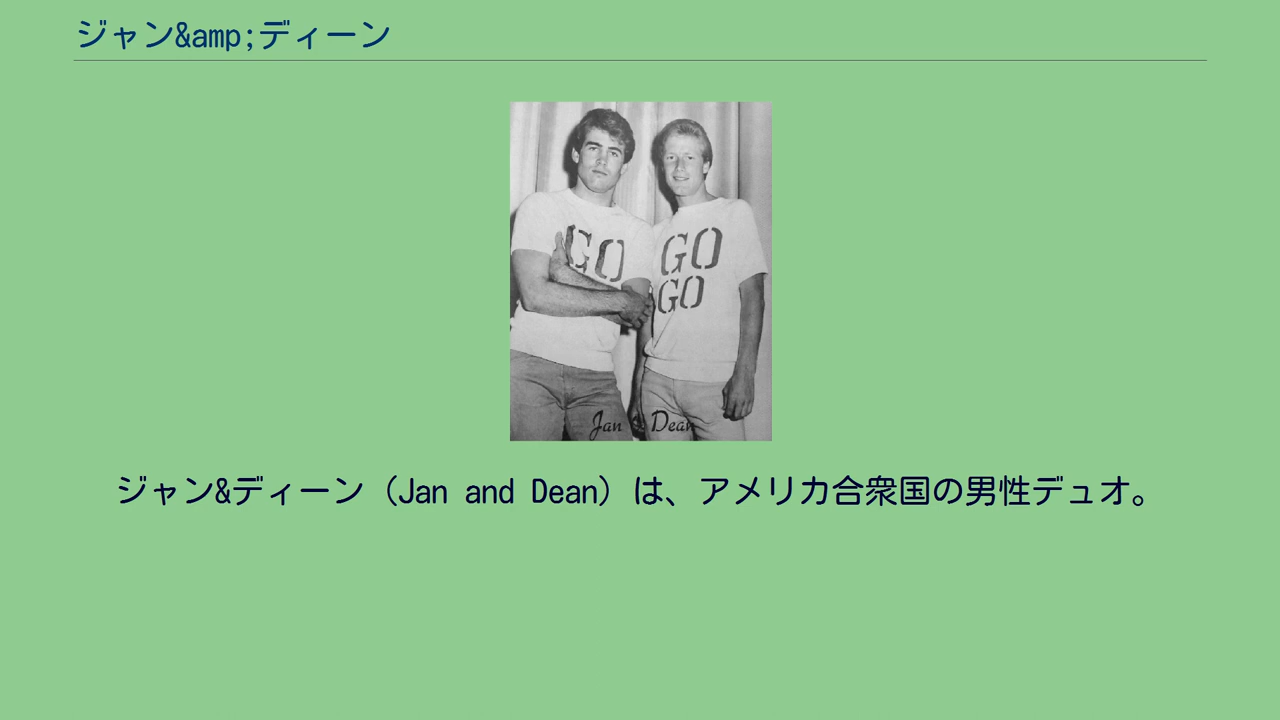 ジャン&amp;ディーン
GO
GO
GO
Jan & Dean
ジャン&ディーン（Jan and Dean）は、アメリカ合衆国の男性デュオ。